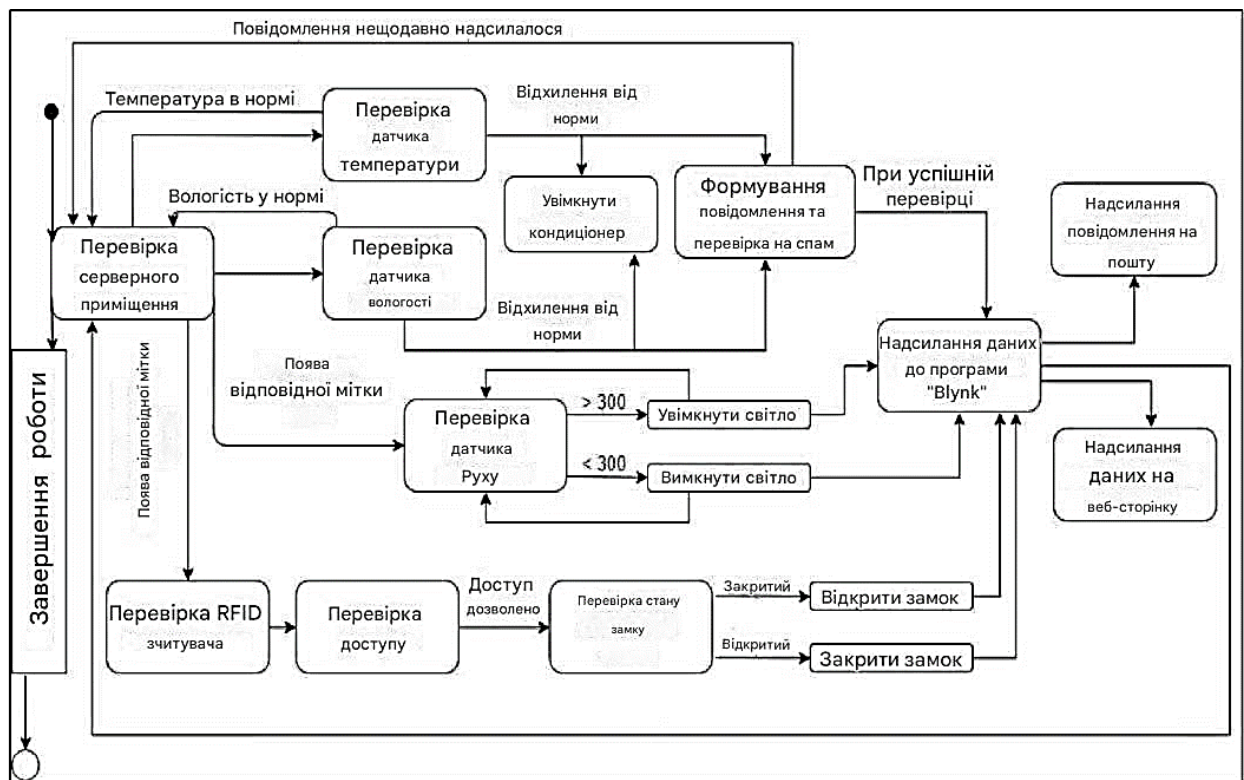 Повідомлення нещодавно надсилалося
Температура в нормі
Перевірка
датчика
температури
Відхилення від
норми
Вологість у нормі
Увімкнути
кондиціонер
Формування
повідомлення та
перевірка на спам
При успішній
перевірці
Надсилання
повідомлення на
пошту
Перевірка
серверного
приміщення
Перевірка
датчика
вологості
Відхилення від
норми
Надсилання даних
до програми
"Blynk"
Поява відповідної мітки
Поява
відповідної мітки
Перевірка
датчика
Руху
> 300
Увімкнути світло
< 300
Вимкнути світло
Надсилання
даних на
веб-сторінку
Завершення роботи
Перевірка RFID
зчитувача
Перевірка
доступу
Доступ
дозволено
Перевірка стану
замку
Закритий
Відкрити замок
Відкритий
Закрити замок